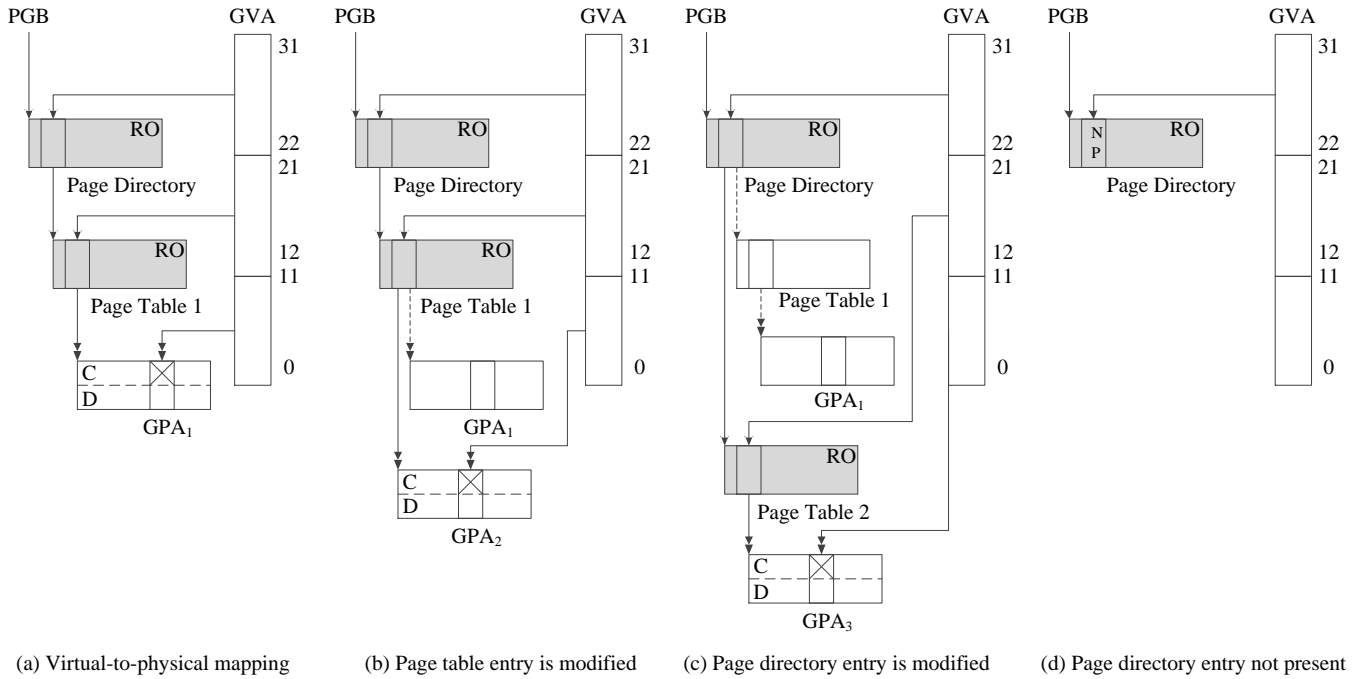 PGB GVA PGB GVA PGB GVA PGB GVA
31 31 31 31
RO RO RO N RO
22 22 22 P 22
21 21 21 21
Page Directory Page Directory Page Directory Page Directory
RO RO
12 12 12 12
11 11 11 11
Page Table 1 Page Table 1 Page Table 1
C 0 0 0 0
D
GPA₁ GPA₁ GPA₁
RO
C
D
Page Table 2
GPA₂
C
D
GPA₃
(a) Virtual-to-physical mapping (b) Page table entry is modified (c) Page directory entry is modified (d) Page directory entry not present